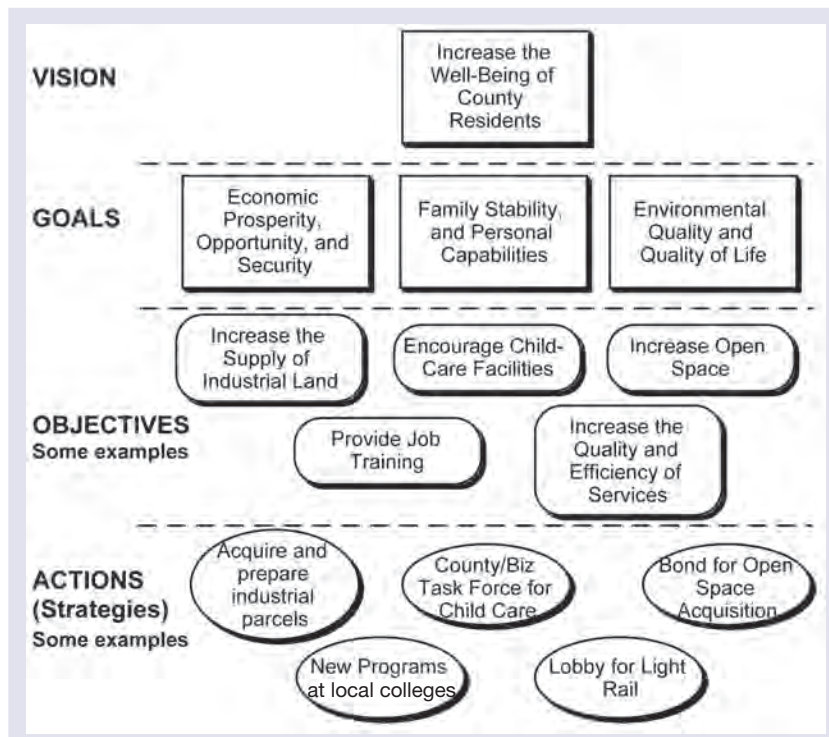 VISION
Increase the
Well-Being of
County
Residents
GOALS
Economic
Prosperity,
Opportunity, and
Security
Family Stability,
and Personal
Capabilities
Environmental
Quality and
Quality of Life
Increase the
Supply of
Industrial Land
Encourage Child-
Care Facilities
Increase Open
Space
OBJECTIVES
Some examples
Provide Job
Training
Increase the
Quality and
Efficiency of
Services
ACTIONS
(Strategies)
Some examples
Acquire and
prepare
industrial
parcels
County/Biz
Task Force for
Child Care
Bond for Open
Space
Acquisition
New Programs
at local colleges
Lobby for Light
Rail